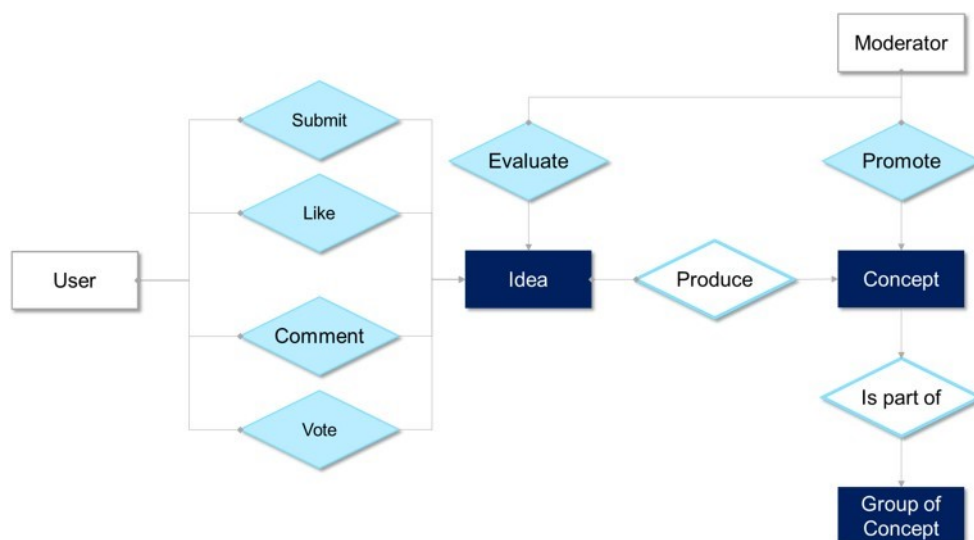 Moderator
Submit
Evaluate
Promote
Like
User
Idea
Produce
Concept
Comment
Is part of
Vote
Group of
Concept